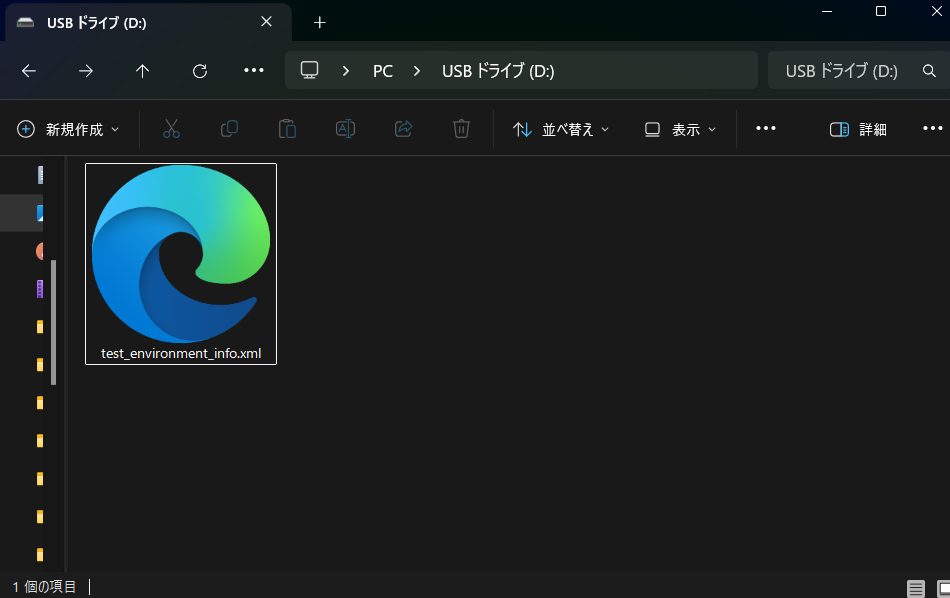 USB ドライブ (D:)
PC
USB ドライブ (D:)
USB ドライブ (D:)
新規作成
並べ替え
表示
詳細
test_environment_info.xml
1 個の項目